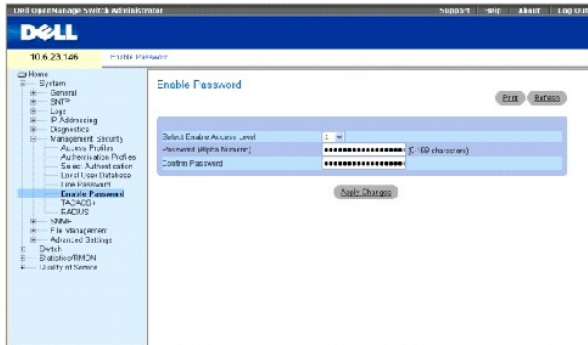 Dell OpenManage Switch Administrator
Support Help About Log Out
DELL
10.6.23.146 Enable Password
Home
System
General
SNTP
Logs
IP Addressing
Diagnostics
Management Security
Access Profiles
Authentication Profiles
Select Authentication
Local User Database
Line Password
Enable Password
TACACS+
RADIUS
SNMP
File Management
Advanced Settings
Switch
Statistics/RMON
Quality of Service
Enable Password
Print Refresh
Select Enable Access Level 1
Password (Alpha Numeric) (0-159 characters)
Confirm Password
Apply Changes